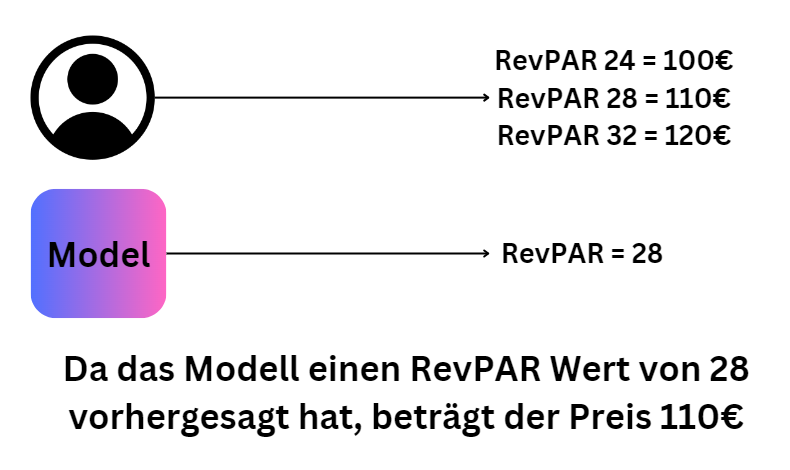 RevPAR 24 = 100€
RevPAR 28 = 110€
RevPAR 32 = 120€
Model
RevPAR = 28
Da das Modell einen RevPAR Wert von 28
vorhergesagt hat, beträgt der Preis 110€